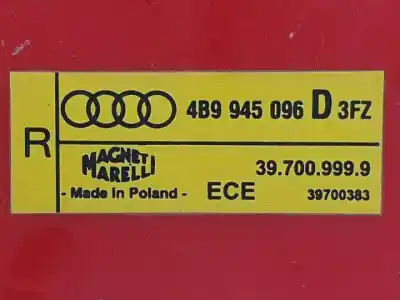 R
4B9 945 096 D 3FZ
MAGNETI
MARELLI
39.700.999.9
- Made in Poland -
ECE
39700383